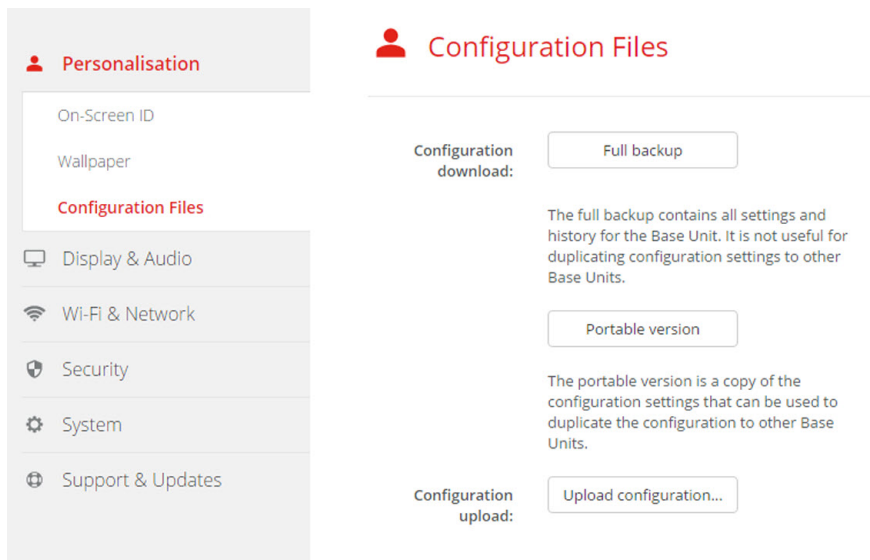 Personalisation
On-Screen ID
Wallpaper
Configuration Files
Display & Audio
Wi-Fi & Network
Security
System
Support & Updates
Configuration Files
Configuration
download:
Full backup
The full backup contains all settings and
history for the Base Unit. It is not useful for
duplicating configuration settings to other
Base Units.
Portable version
The portable version is a copy of the
configuration settings that can be used to
duplicate the configuration to other Base
Units.
Configuration
upload:
Upload configuration...